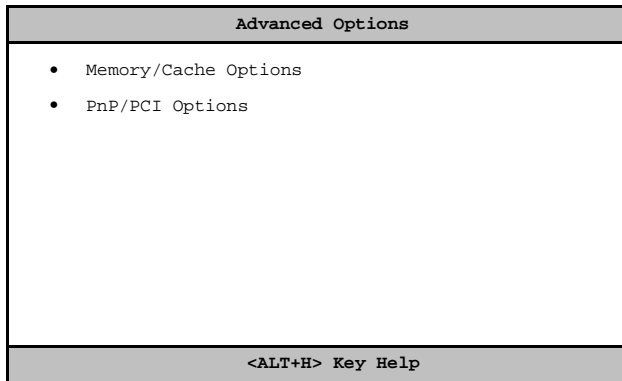 Advanced Options
• Memory/Cache Options
• PnP/PCI Options
<ALT+H> Key Help